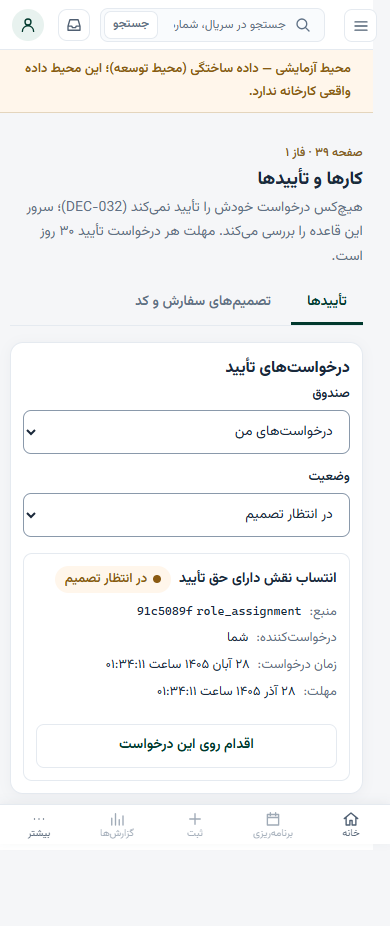 جستجو در سریال، شماره
جستجو
محیط آزمایشی — داده ساختگی (محیط توسعه)؛ این محیط داده
واقعی کارخانه ندارد.
صفحه ۳۹ · فاز ۱
کارها و تأییدها
هیچ‌کس درخواست خودش را تأیید نمی‌کند (DEC-032)؛ سرور
این قاعده را بررسی می‌کند. مهلت هر درخواست تأیید ۳۰ روز
است.
تأییدها
تصمیم‌های سفارش و کد
درخواست‌های تأیید
صندوق
درخواست‌های من
وضعیت
در انتظار تصمیم
انتساب نقش دارای حق تأیید
در انتظار تصمیم
منبع: role_assignment 91c5089f
درخواست‌کننده: شما
زمان درخواست: ۲۸ آبان ۱۴۰۵ ساعت ۰۱:۳۴:۱۱
مهلت: ۲۸ آذر ۱۴۰۵ ساعت ۰۱:۳۴:۱۱
اقدام روی این درخواست
خانه
برنامه‌ریزی
ثبت
گزارش‌ها
بیشتر